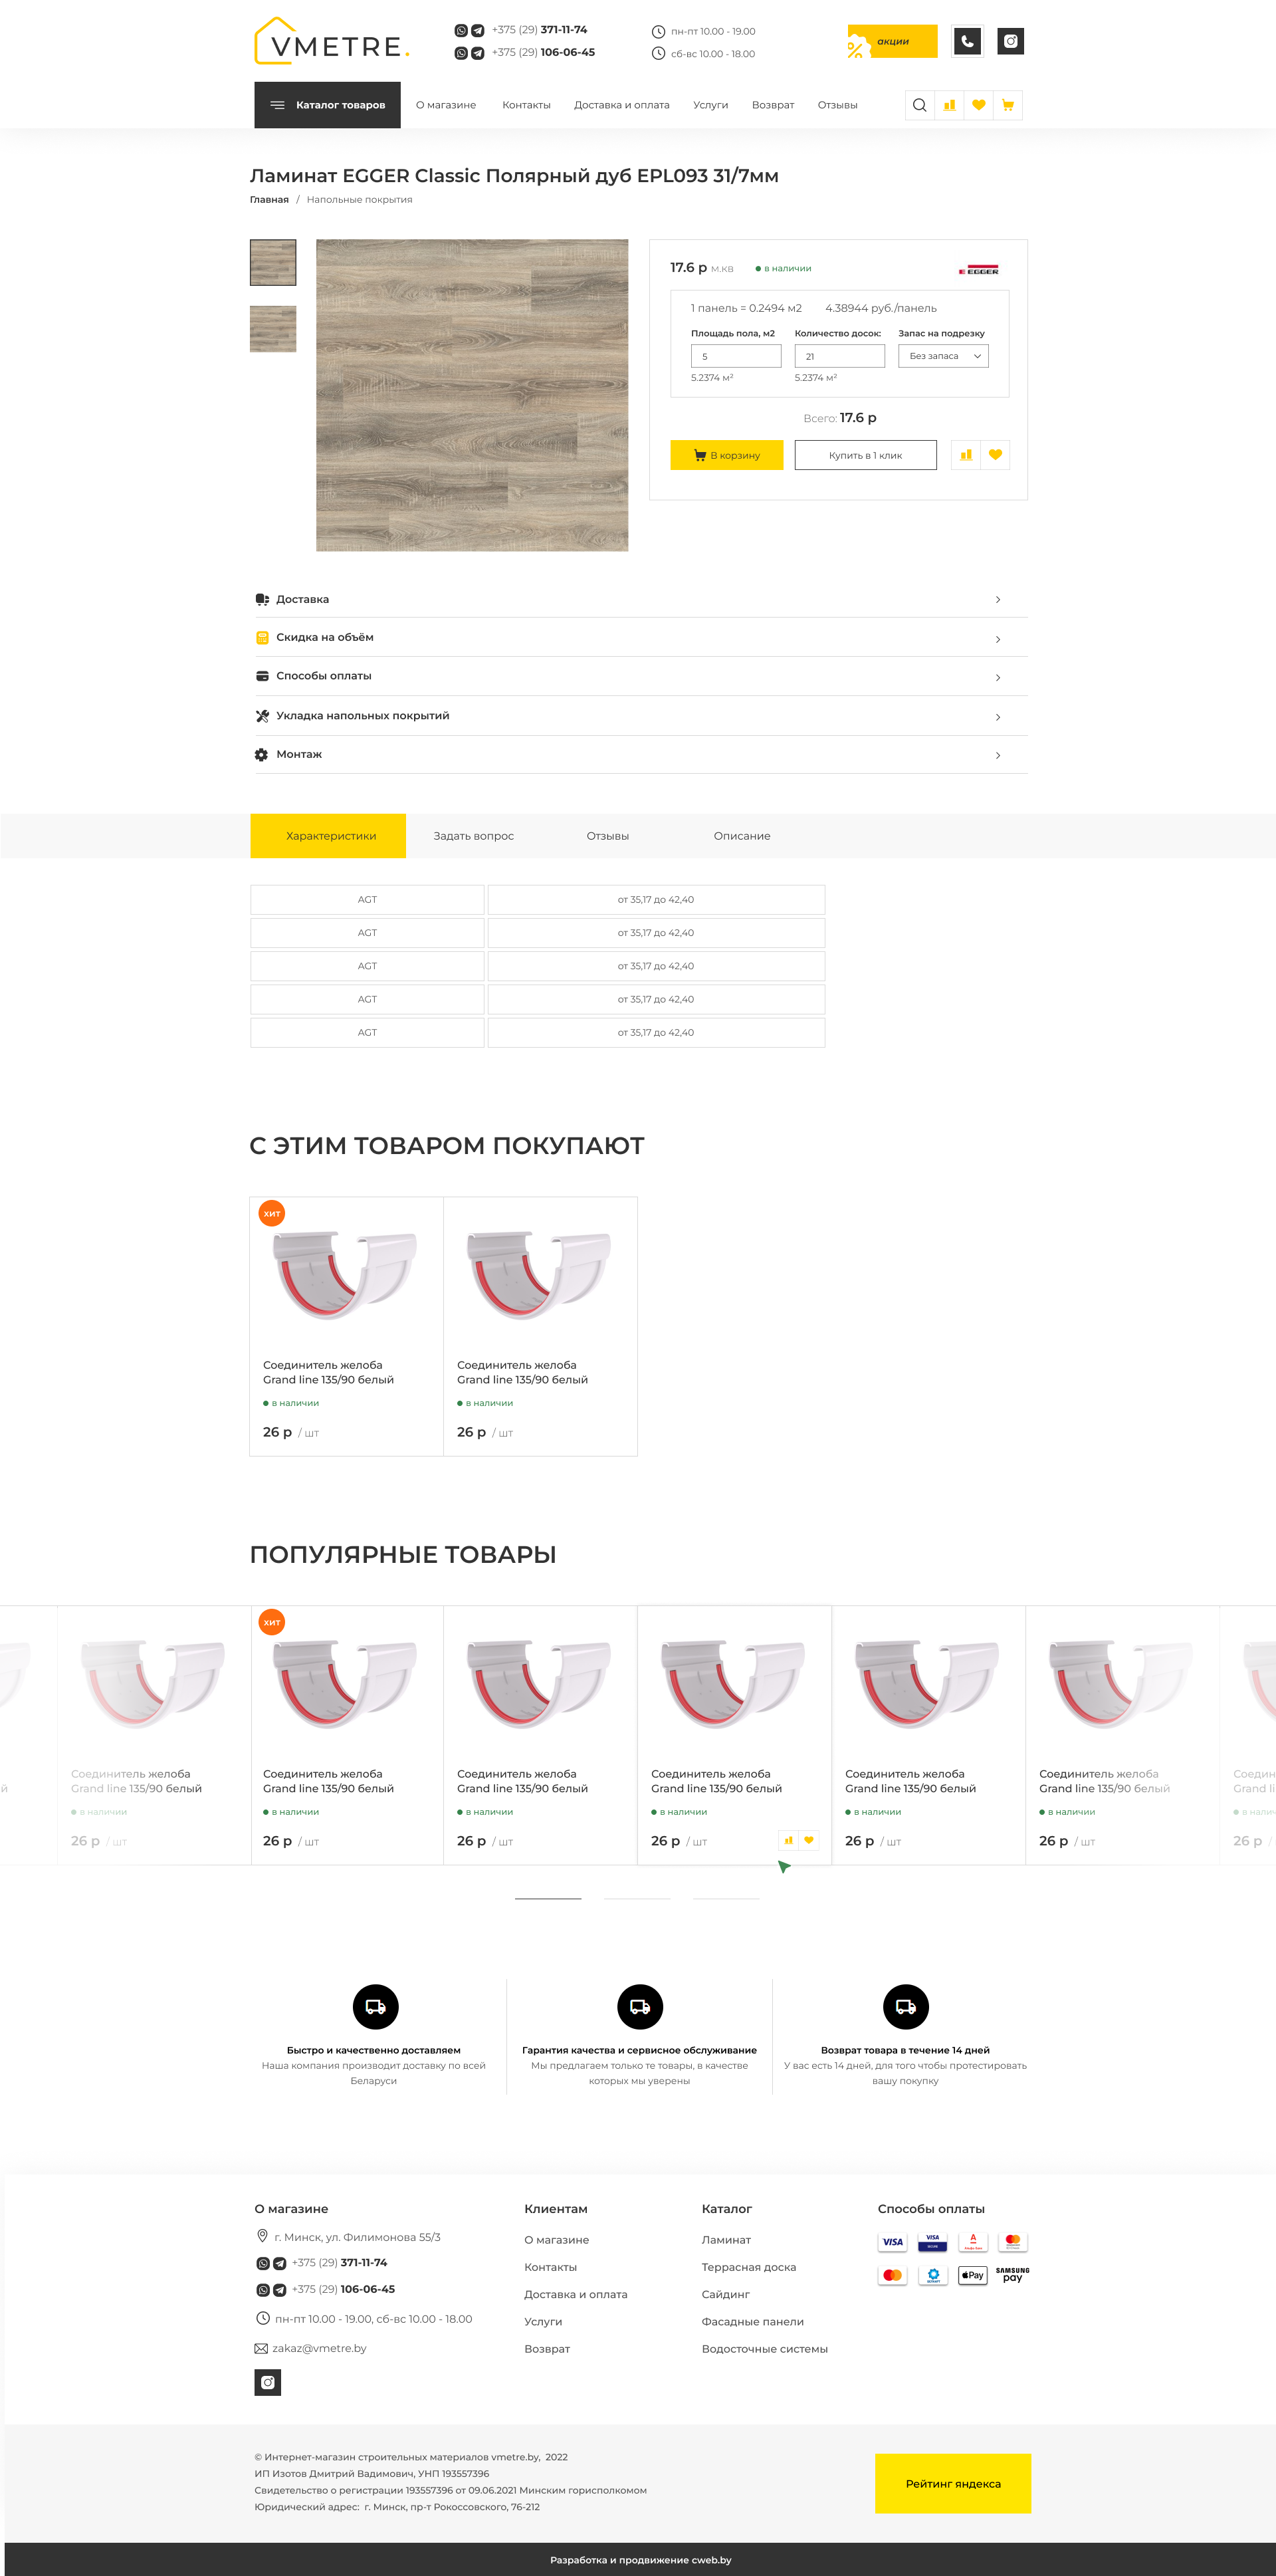 VMETRE.
+375 (29) 371-11-74
+375 (29) 106-06-45
пн-пт 10.00 - 19.00
сб-вс 10.00 - 18.00
акции
Каталог товаров
О магазине
Контакты
Доставка и оплата
Услуги
Возврат
Отзывы
Ламинат EGGER Classic Полярный дуб EPL093 31/7мм
Главная / Напольные покрытия
17.6 р м.кв
в наличии
EGGER
1 панель = 0.2494 м2
4.38944 руб./панель
Площадь пола, м2
Количество досок:
Запас на подрезку
5
21
Без запаса
5.2374 м²
5.2374 м²
Всего: 17.6 р
В корзину
Купить в 1 клик
Доставка
Скидка на объём
Способы оплаты
Укладка напольных покрытий
Монтаж
Характеристики
Задать вопрос
Отзывы
Описание
AGT
от 35,17 до 42,40
AGT
от 35,17 до 42,40
AGT
от 35,17 до 42,40
AGT
от 35,17 до 42,40
AGT
от 35,17 до 42,40
С ЭТИМ ТОВАРОМ ПОКУПАЮТ
хит
Соединитель желоба
Grand line 135/90 белый
в наличии
26 р / шт
Соединитель желоба
Grand line 135/90 белый
в наличии
26 р / шт
ПОПУЛЯРНЫЕ ТОВАРЫ
й
Соединитель желоба
Grand line 135/90 белый
в наличии
26 р / шт
хит
Соединитель желоба
Grand line 135/90 белый
в наличии
26 р / шт
Соединитель желоба
Grand line 135/90 белый
в наличии
26 р / шт
Соединитель желоба
Grand line 135/90 белый
в наличии
26 р / шт
Соединитель желоба
Grand line 135/90 белый
в наличии
26 р / шт
Соединитель желоба
Grand line 135/90 белый
в наличии
26 р / шт
Соедин
Grand li
в налич
26 р /
Быстро и качественно доставляем
Наша компания производит доставку по всей
Беларуси
Гарантия качества и сервисное обслуживание
Мы предлагаем только те товары, в качестве
которых мы уверены
Возврат товара в течение 14 дней
У вас есть 14 дней, для того чтобы протестировать
вашу покупку
О магазине
г. Минск, ул. Филимонова 55/3
+375 (29) 371-11-74
+375 (29) 106-06-45
пн-пт 10.00 - 19.00, сб-вс 10.00 - 18.00
zakaz@vmetre.by
Клиентам
О магазине
Контакты
Доставка и оплата
Услуги
Возврат
Каталог
Ламинат
Террасная доска
Сайдинг
Фасадные панели
Водосточные системы
Способы оплаты
VISA
VISA
Pay
SAMSUNG
pay
© Интернет-магазин строительных материалов vmetre.by, 2022
ИП Изотов Дмитрий Вадимович, УНП 193557396
Свидетельство о регистрации 193557396 от 09.06.2021 Минским горисполкомом
Юридический адрес: г. Минск, пр-т Рокоссовского, 76-212
Рейтинг яндекса
Разработка и продвижение cweb.by